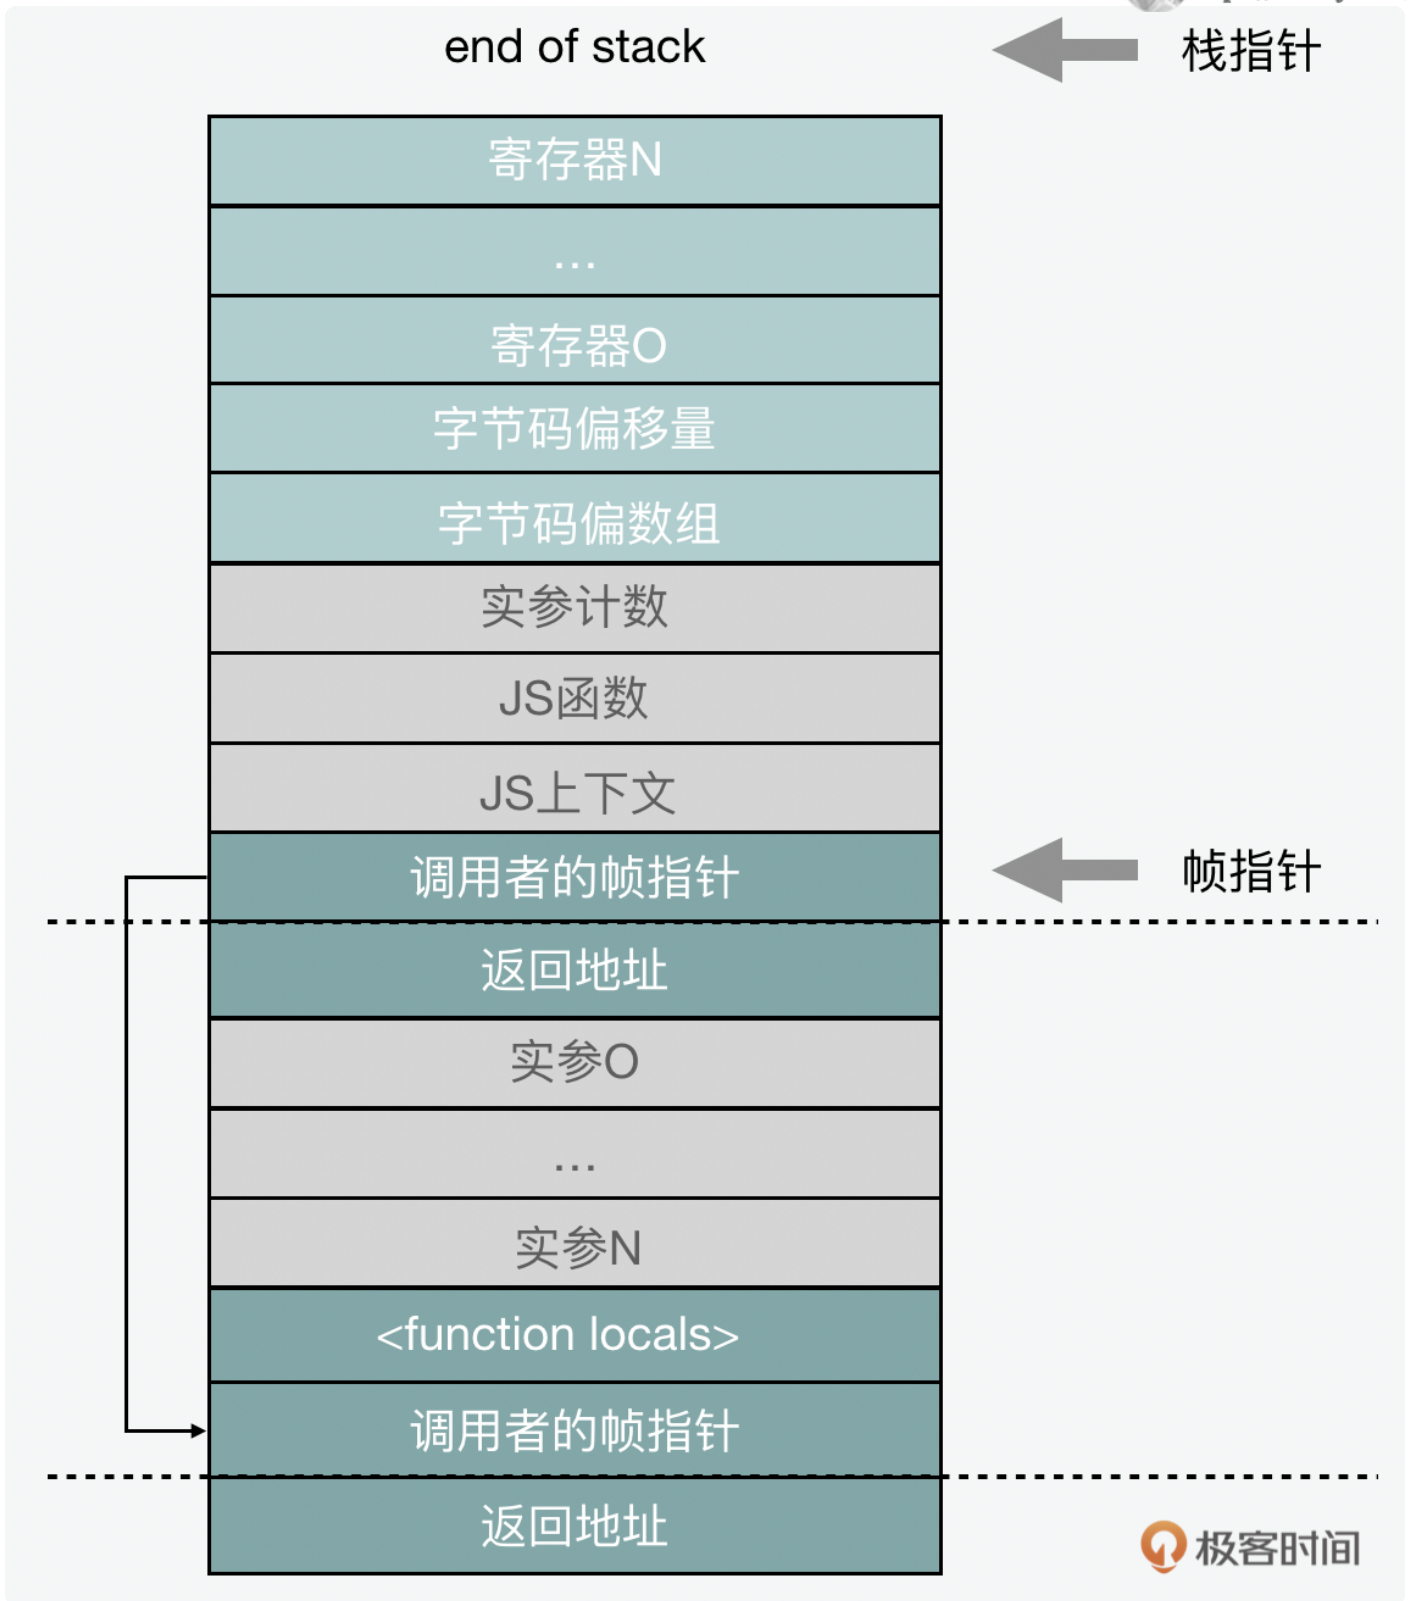 end of stack
栈指针
寄存器N
...
寄存器O
字节码偏移量
字节码偏数组
实参计数
JS函数
JS上下文
调用者的帧指针
帧指针
返回地址
实参O
...
实参N
<function locals>
调用者的帧指针
返回地址
极客时间